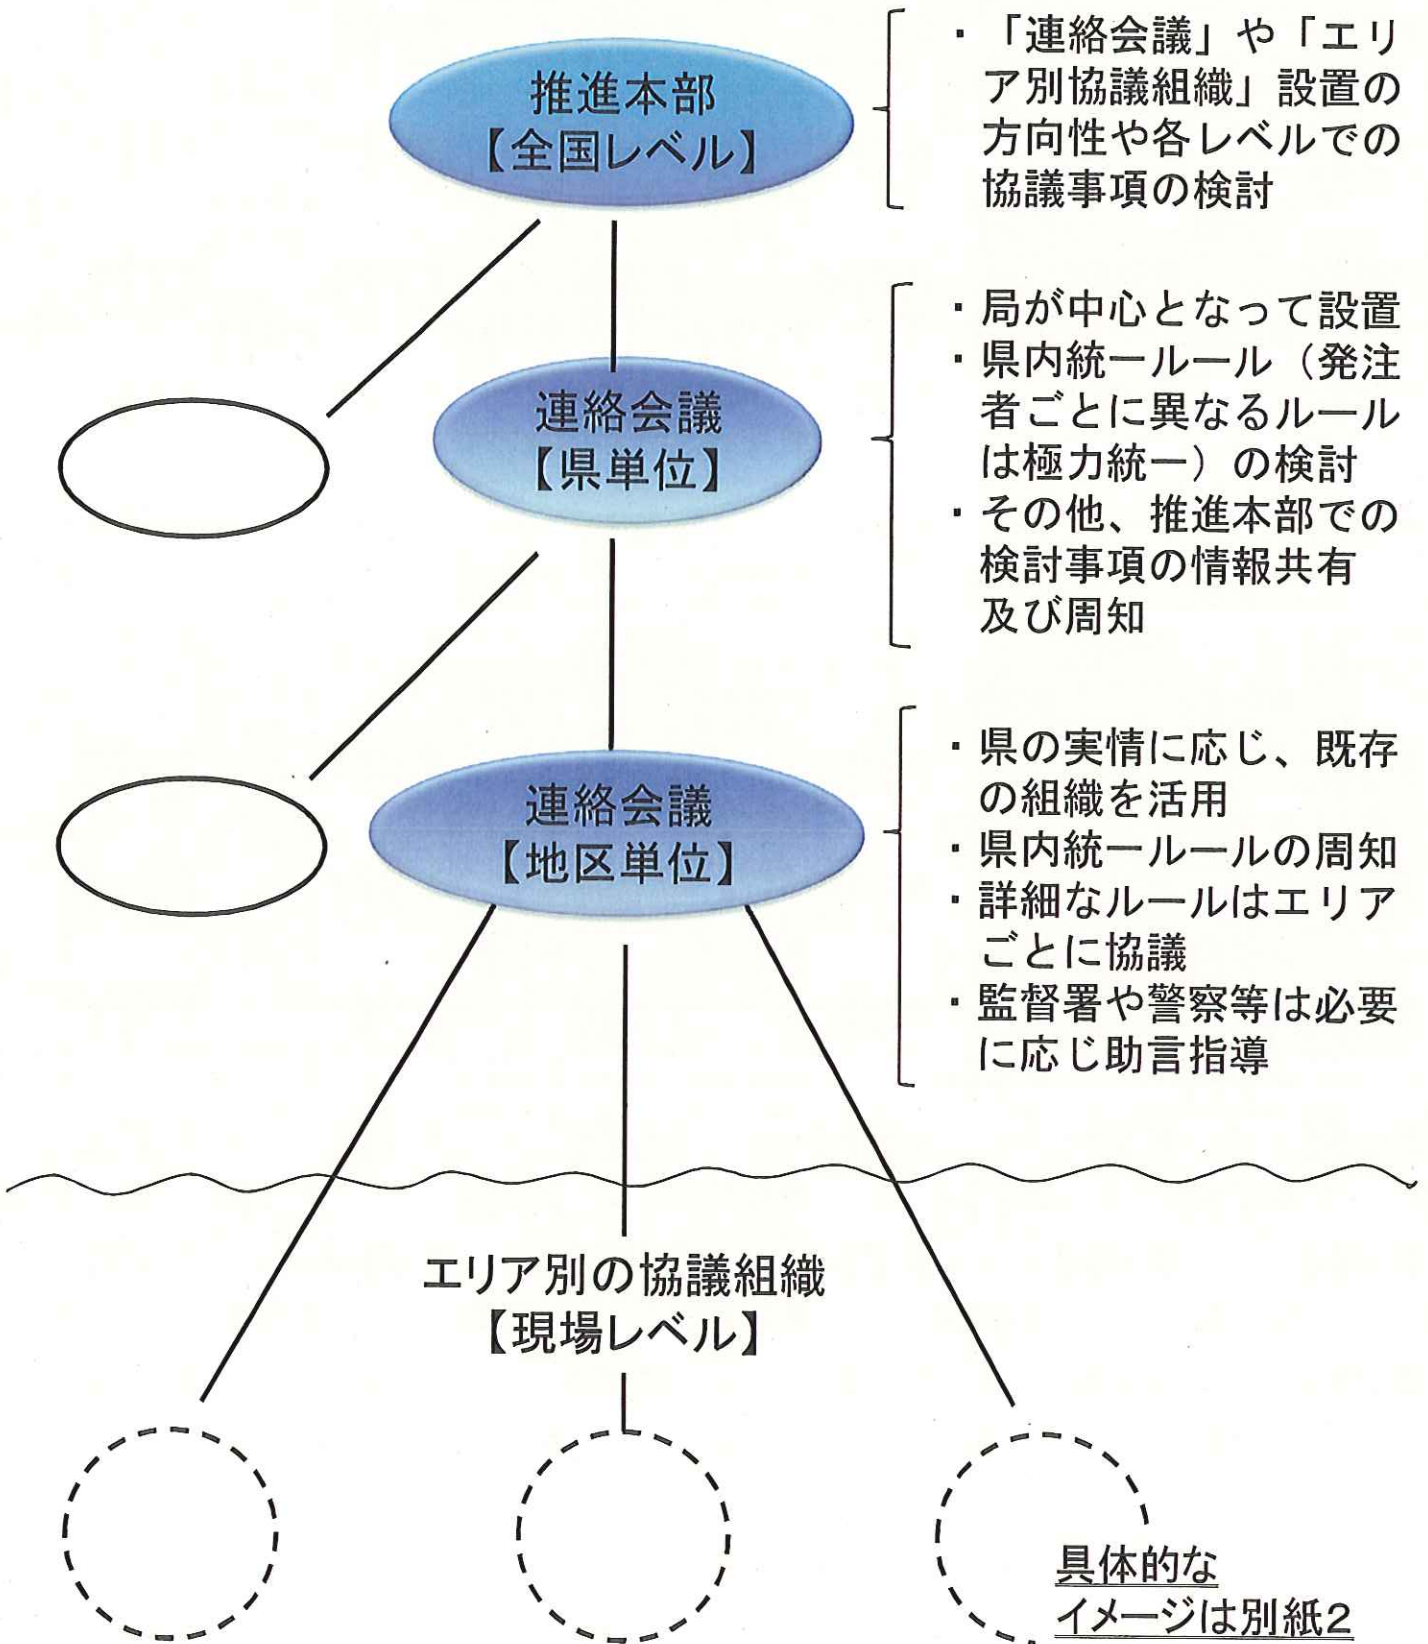 推進本部
【全国レベル】
・「連絡会議」や「エリ
ア別協議組織」設置の
方向性や各レベルでの
協議事項の検討
連絡会議
【県単位】
・局が中心となって設置
・県内統一ルール（発注
者ごとに異なるルール
は極力統一）の検討
・その他、推進本部での
検討事項の情報共有
及び周知
連絡会議
【地区単位】
・県の実情に応じ、既存
の組織を活用
・県内統一ルールの周知
・詳細なルールはエリア
ごとに協議
・監督署や警察等は必要
に応じ助言指導
エリア別の協議組織
【現場レベル】
具体的な
イメージは別紙2